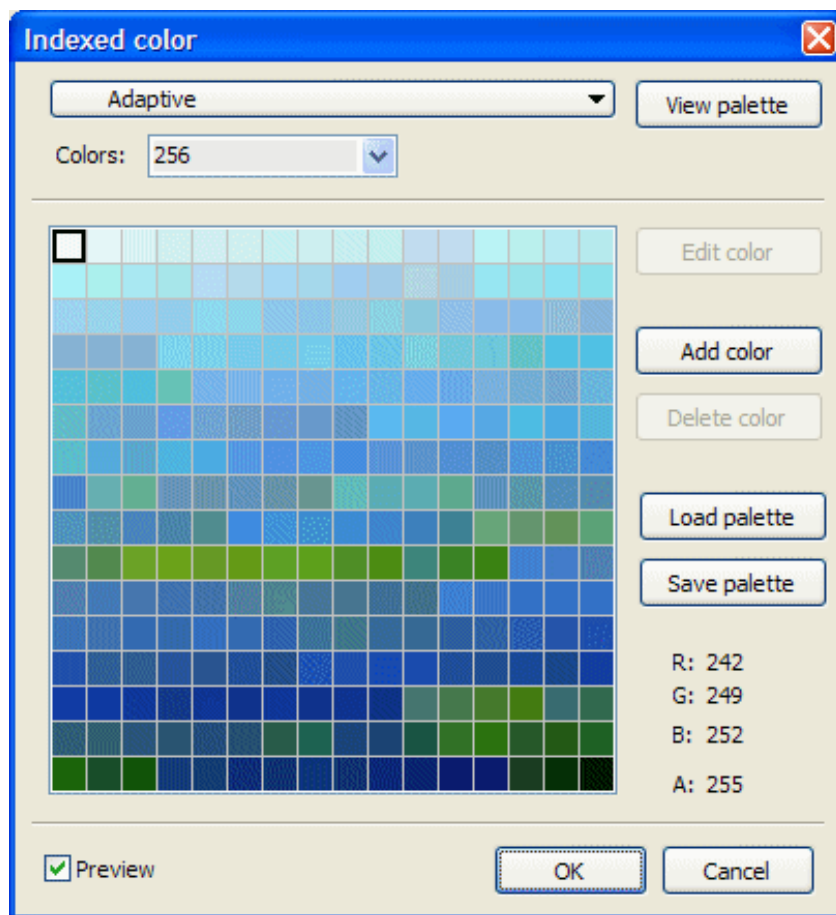 Indexed color
Adaptive
View palette
Colors: 256
Edit color
Add color
Delete color
Load palette
Save palette
R: 242
G: 249
B: 252
A: 255
Preview
OK
Cancel